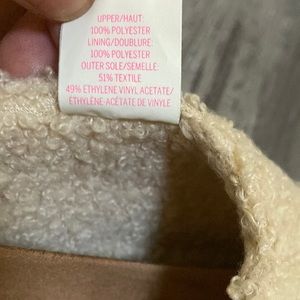 UPPER/HAUT:
100% POLYESTER
LINING/DOUBLURE:
100% POLYESTER
OUTER SOLE/SEMELLE:
51% TEXTILE
49% ETHYLENE VINYL ACETATE/
ÉTHYLÈNE-ACÉTATE DE VINYLE